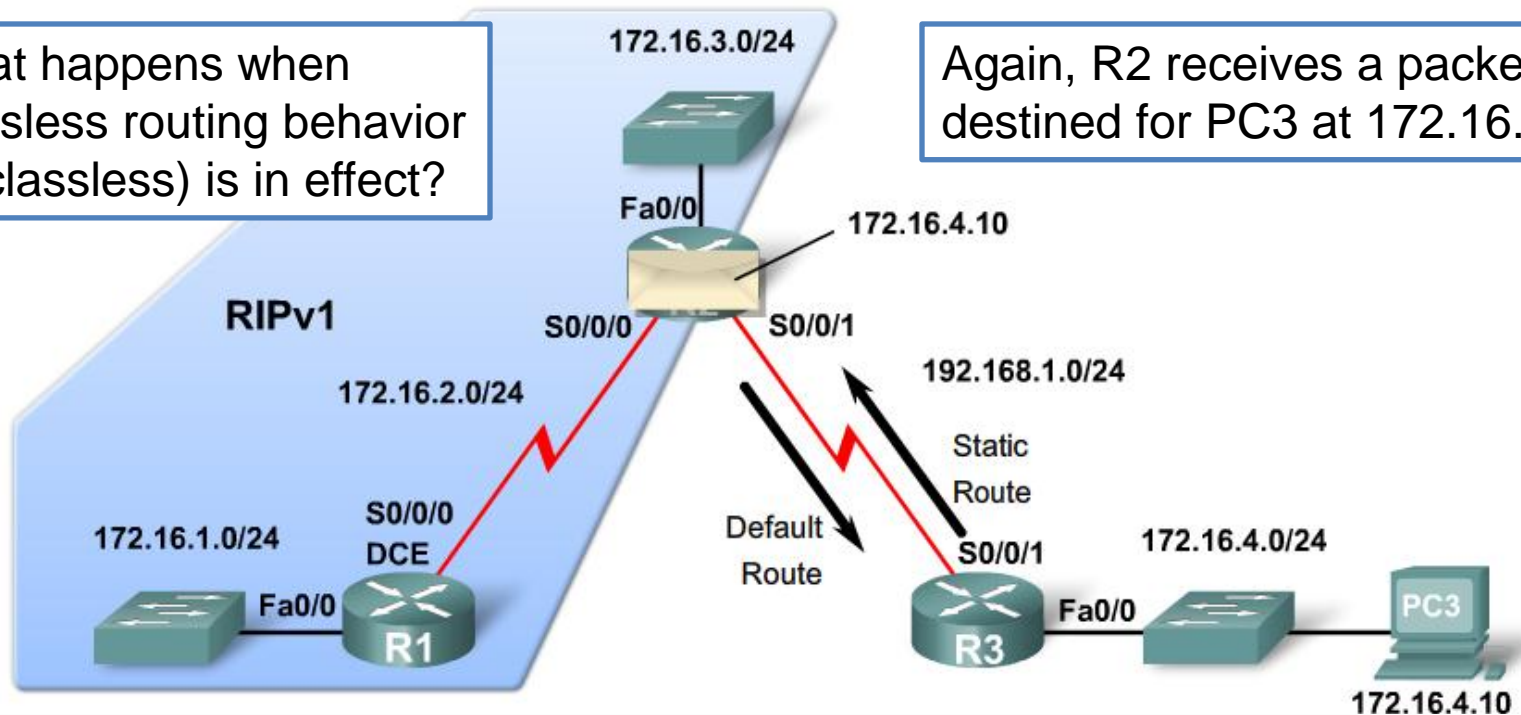 172.16.3.0/24
at happens when
sless routing behavior
classless) is in effect?
Again, R2 receives a packe
destined for PC3 at 172.16.
Fa0/0
172.16.4.10
RIPv1
S0/0/0
S0/0/1
172.16.2.0/24
192.168.1.0/24
Static
Route
S0/0/0
DCE
172.16.1.0/24
Default
Route
S0/0/1
172.16.4.0/24
Fa0/0
R1
R3
Fa0/0
PC3
172.16.4.10